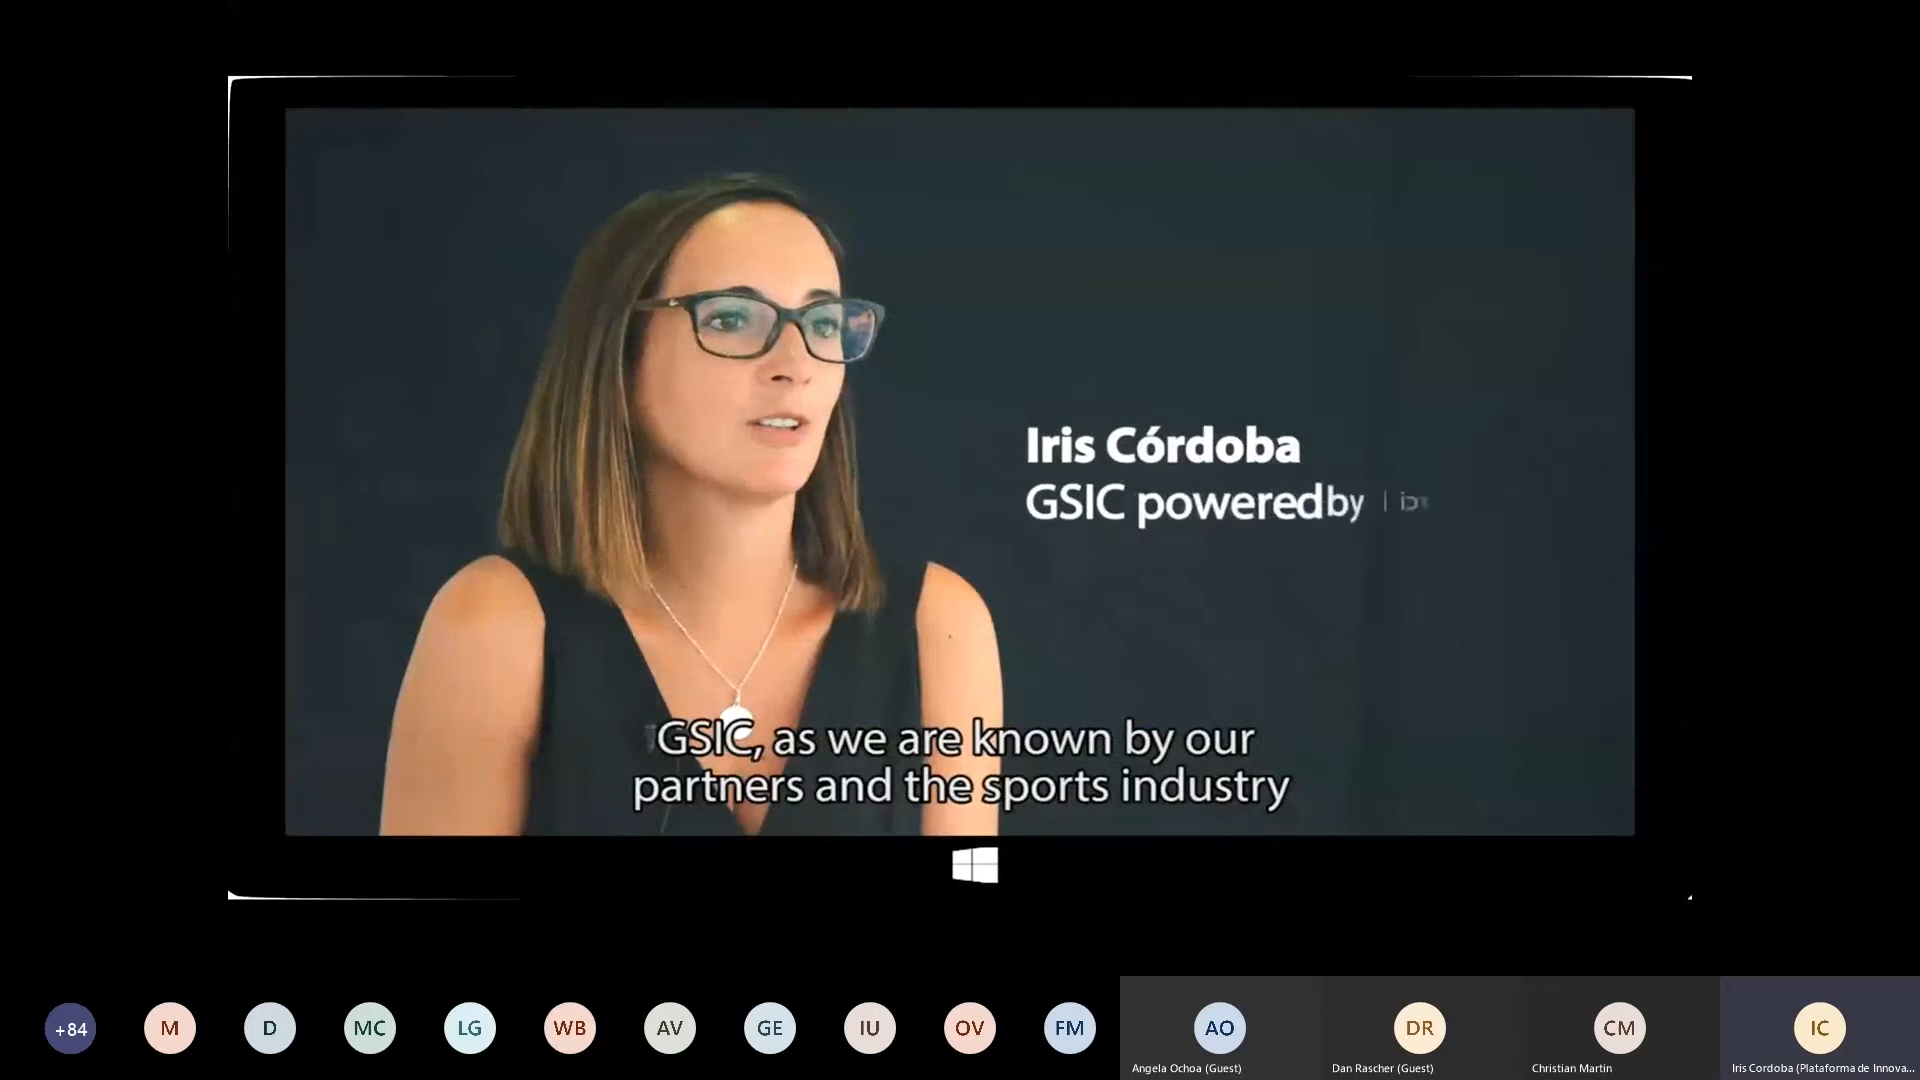 Iris Córdoba
GSIC powered by
GSIC, as we are known by our
partners and the sports industry
+84
M
D
MC
LG
WB
AV
GE
IU
OV
FM
AO
DR
CM
IC
Angela Ochoa (Guest)
Dan Rascher (Guest)
Christian Martin
Iris Cordoba (Plataforma de Innova...